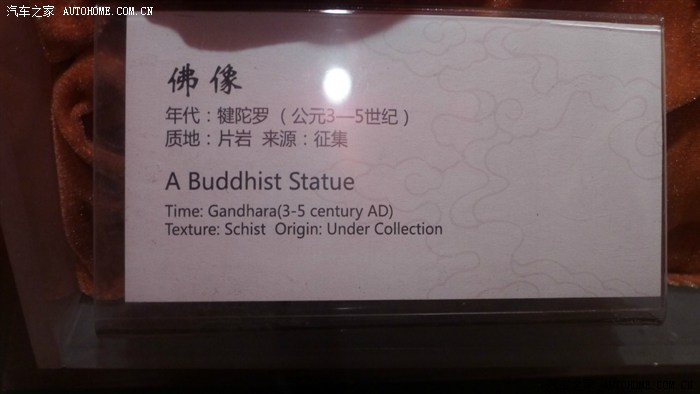 汽车之家 AUTOHOME.COM.CN
佛像
年代：犍陀罗（公元3—5世纪）
质地：片岩 来源：征集
A Buddhist Statue
Time: Gandhara(3-5 century AD)
Texture: Schist Origin: Under Collection